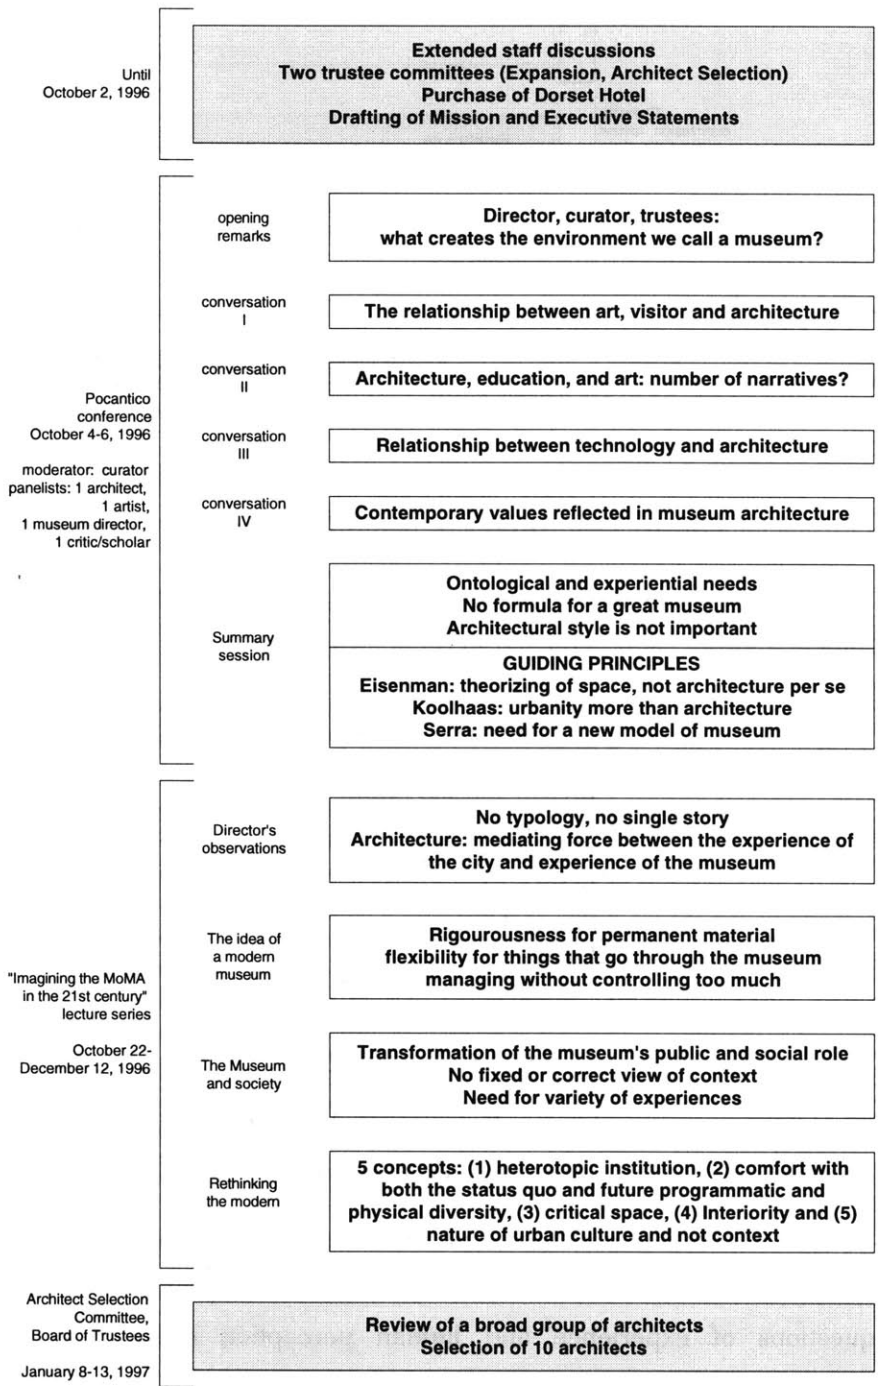 Until
October 2, 1996
Extended staff discussions
Two trustee committees (Expansion, Architect Selection)
Purchase of Dorset Hotel
Drafting of Mission and Executive Statements
Pocantico
conference
October 4-6, 1996
moderator: curator
panelists: 1 architect,
1 artist,
1 museum director,
1 critic/scholar
opening
remarks
Director, curator, trustees:
what creates the environment we call a museum?
conversation
I
The relationship between art, visitor and architecture
conversation
II
Architecture, education, and art: number of narratives?
conversation
III
Relationship between technology and architecture
conversation
IV
Contemporary values reflected in museum architecture
Summary
session
Ontological and experiential needs
No formula for a great museum
Architectural style is not important
GUIDING PRINCIPLES
Eisenman: theorizing of space, not architecture per se
Koolhaas: urbanity more than architecture
Serra: need for a new model of museum
"Imagining the MoMA
in the 21st century"
lecture series
October 22-
December 12, 1996
Director's
observations
No typology, no single story
Architecture: mediating force between the experience of
the city and experience of the museum
The idea of
a modern
museum
Rigourousness for permanent material
flexibility for things that go through the museum
managing without controlling too much
The Museum
and society
Transformation of the museum's public and social role
No fixed or correct view of context
Need for variety of experiences
Rethinking
the modern
5 concepts: (1) heterotopic institution, (2) comfort with
both the status quo and future programmatic and
physical diversity, (3) critical space, (4) Interiority and (5)
nature of urban culture and not context
Architect Selection
Committee,
Board of Trustees
January 8-13, 1997
Review of a broad group of architects
Selection of 10 architects